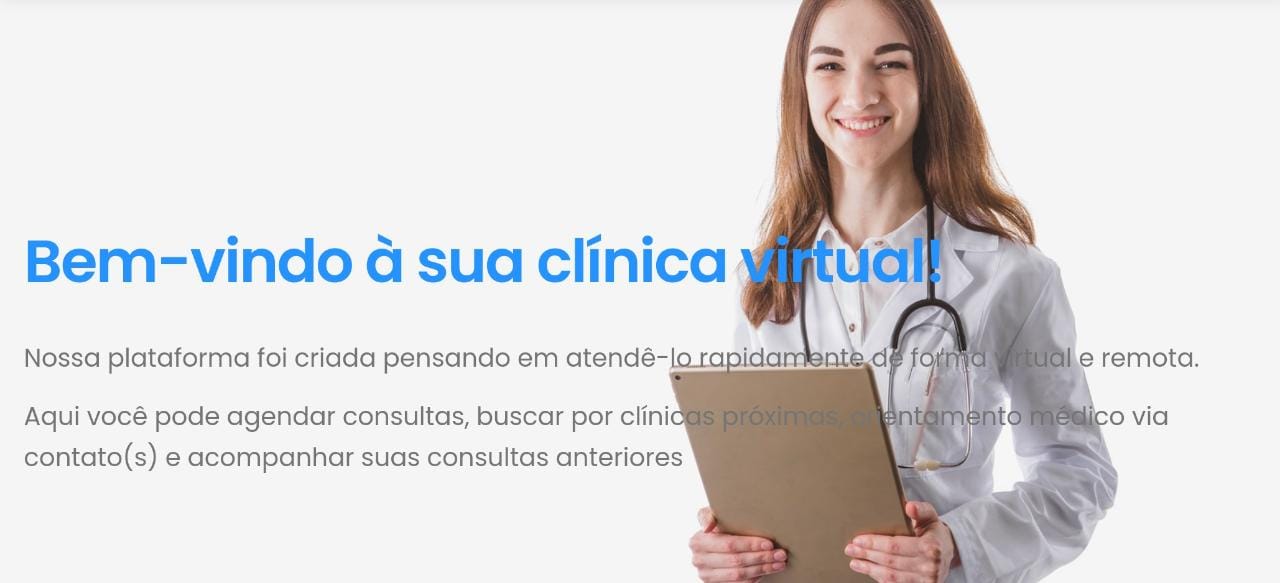 Bem-vindo à sua clínica virtual!
Nossa plataforma foi criada pensando em atendê-lo rapidamente de forma virtual e remota.
Aqui você pode agendar consultas, buscar por clínicas próximas, orientamento médico via
contato(s) e acompanhar suas consultas anteriores